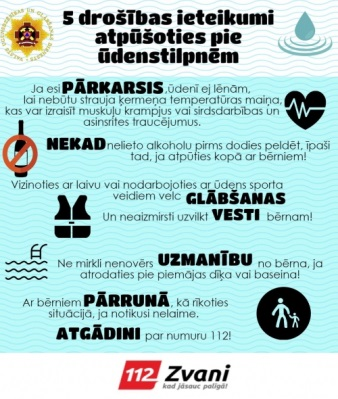 5 drošības ieteikumi
atpūšoties pie
ūdenstilpnēm
Ja esi PĀRKARSIS, ūdenī ej lēnām,
lai nebūtu strauja ķermeņa temperatūras maiņa,
kas var izraisīt muskuļu krampjus vai sirdsdarbības un
asinsrites traucējumus.
NEKAD nelieto alkoholu pirms dodies peldēt, īpaši
tad, ja atpūties kopā ar bērniem!
Vizinoties ar laivu vai nodarbojoties ar ūdens sporta
veidiem velc GLĀBŠANAS
VESTI
Un neaizmirsti uzvilkt bērnam!
Ne mirkli nenovērs UZMANĪBU no bērna, ja
atrodaties pie piemājas dīķa vai baseina!
Ar bērniem PĀRRUNĀ, kā rīkoties
situācijā, ja notikusi nelaime.
ATGĀDINI par numuru 112!
112 Zvani
kad jāsauc palīgā!